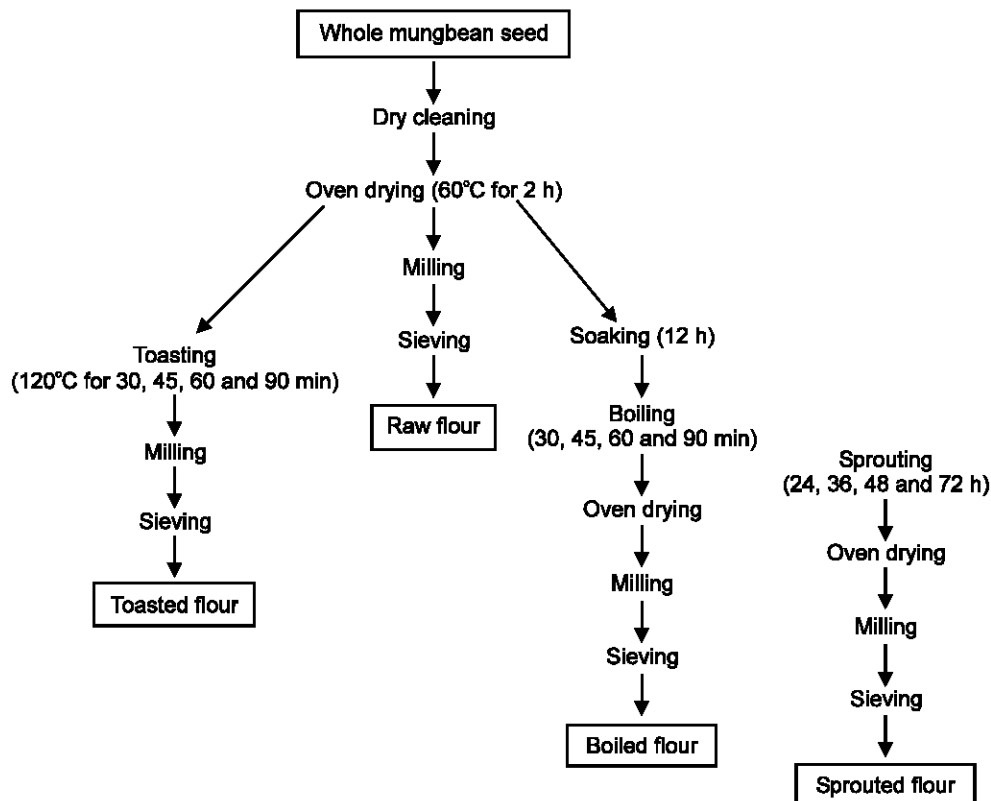 Whole mungbean seed
Dry cleaning
Oven drying (60°C for 2 h)
Toasting
(120°C for 30, 45, 60 and 90 min)
Milling
Sieving
Toasted flour
Milling
Sieving
Raw flour
Soaking (12 h)
Boiling
(30, 45, 60 and 90 min)
Oven drying
Milling
Sieving
Boiled flour
Sprouting
(24, 36, 48 and 72 h)
Oven drying
Milling
Sieving
Sprouted flour